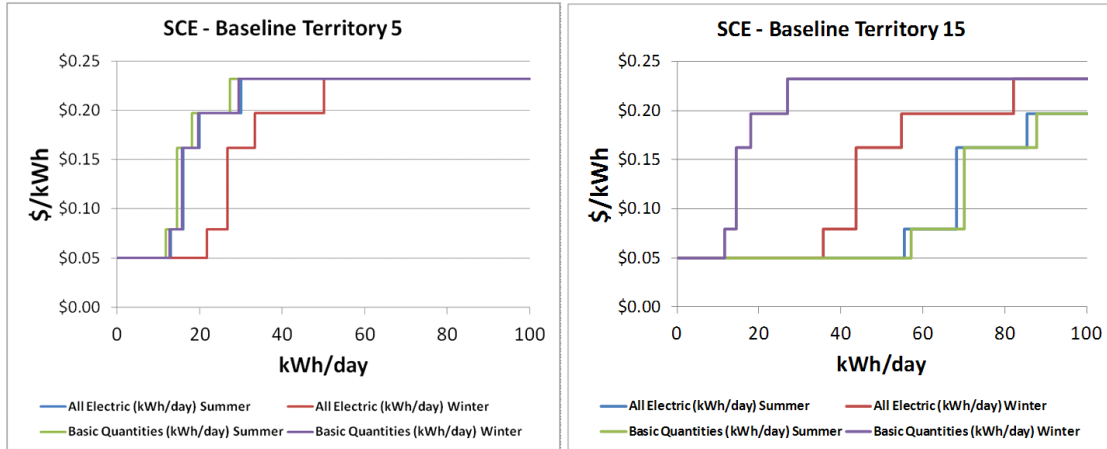 SCE - Baseline Territory 5
$0.25
$0.20
$0.15
$0.10
$0.05
$0.00
$/kWh
0 20 40 60 80 100
kWh/day
All Electric (kWh/day) Summer All Electric (kWh/day) Winter
Basic Quantities (kWh/day) Summer Basic Quantities (kWh/day) Winter
SCE - Baseline Territory 15
$0.25
$0.20
$0.15
$0.10
$0.05
$0.00
$/kWh
0 20 40 60 80 100
kWh/day
All Electric (kWh/day) Summer All Electric (kWh/day) Winter
Basic Quantities (kWh/day) Summer Basic Quantities (kWh/day) Winter